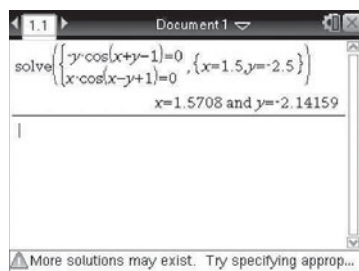 1.1
Document 1
solve({-y·cos(x+y−1)=0
x·cos(x−y+1)=0 ,{x=1.5,y=-2.5})
x=1.5708 and y=-2.14159
More solutions may exist. Try specifying approp...